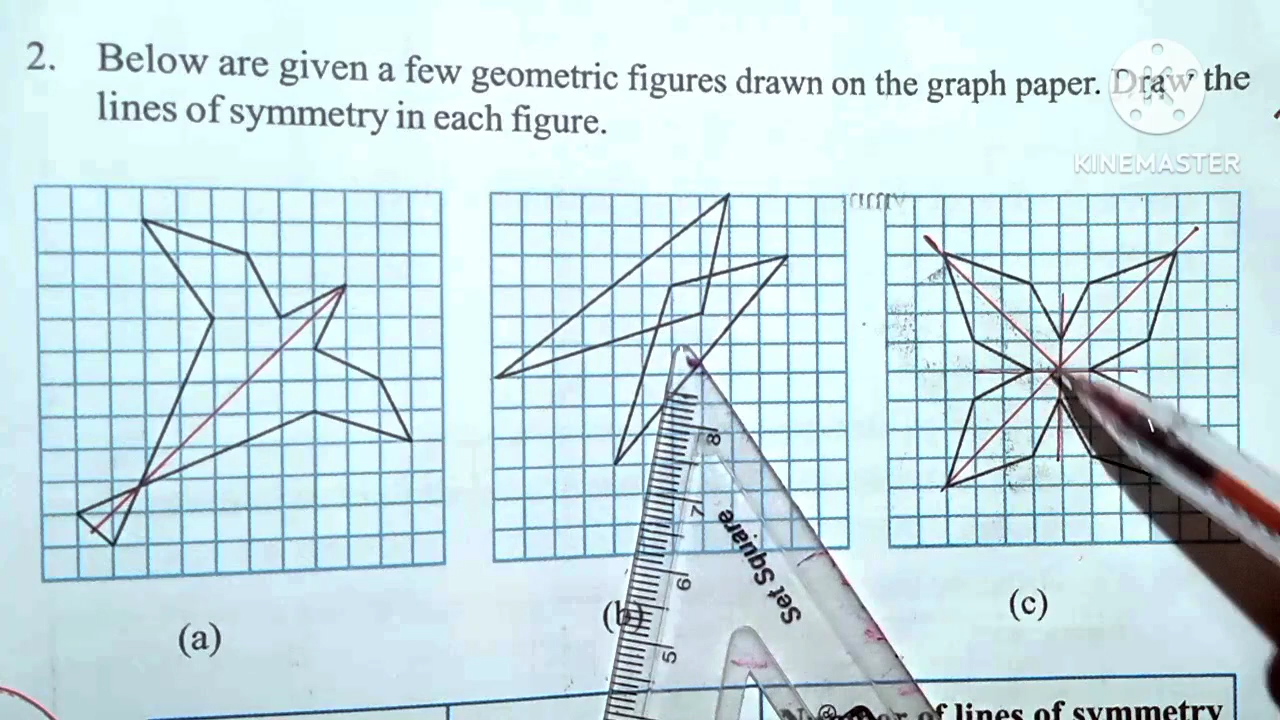 2. Below are given a few geometric figures drawn on the graph paper. Draw the
lines of symmetry in each figure.
KINEMASTER
8
7
6
5
Set Square
(a)
(b)
(c)
of lines of symmetry